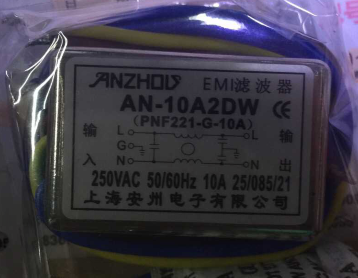 ANZHOU EMI滤波器
AN-10A2DW CE
(PNF221-G-10A)
输 L L 输
G
入 N N 出
250VAC 50/60Hz 10A 25/085/21
上海安州电子有限公司